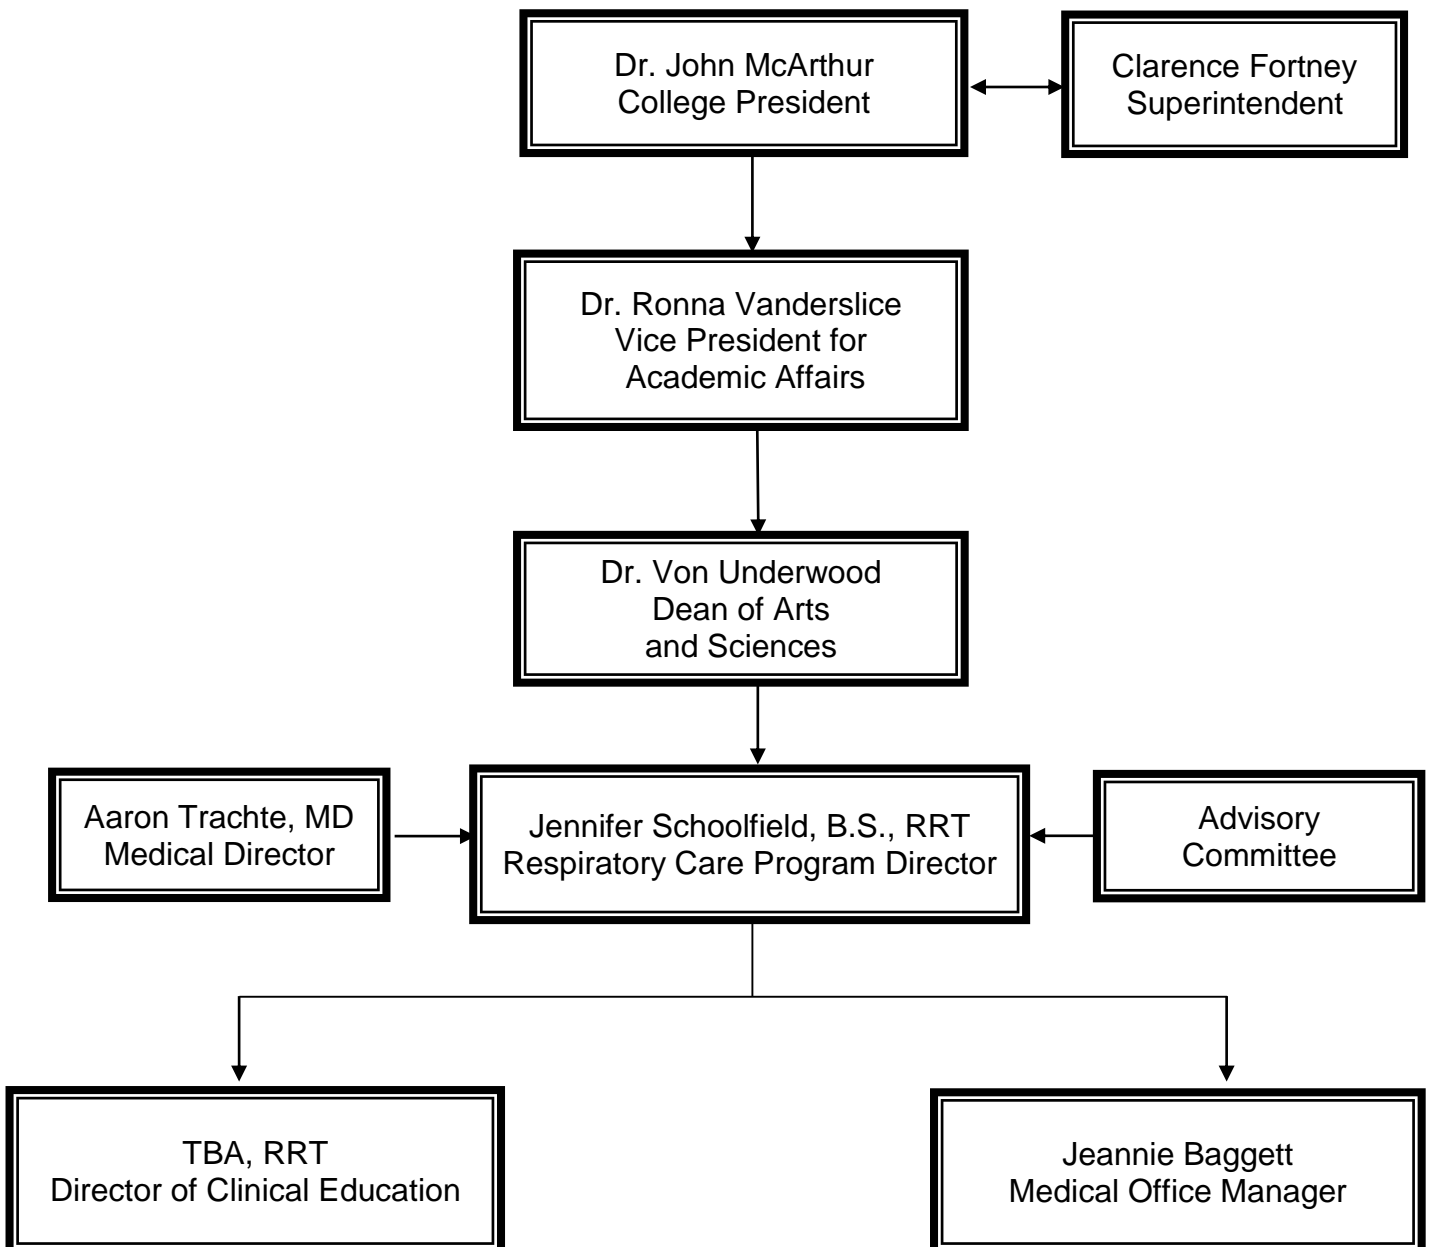 Dr. John McArthur
College President
Clarence Fortney
Superintendent
Dr. Ronna Vanderslice
Vice President for
Academic Affairs
Dr. Von Underwood
Dean of Arts
and Sciences
Aaron Trachte, MD
Medical Director
Jennifer Schoolfield, B.S., RRT
Respiratory Care Program Director
Advisory
Committee
TBA, RRT
Director of Clinical Education
Jeannie Baggett
Medical Office Manager